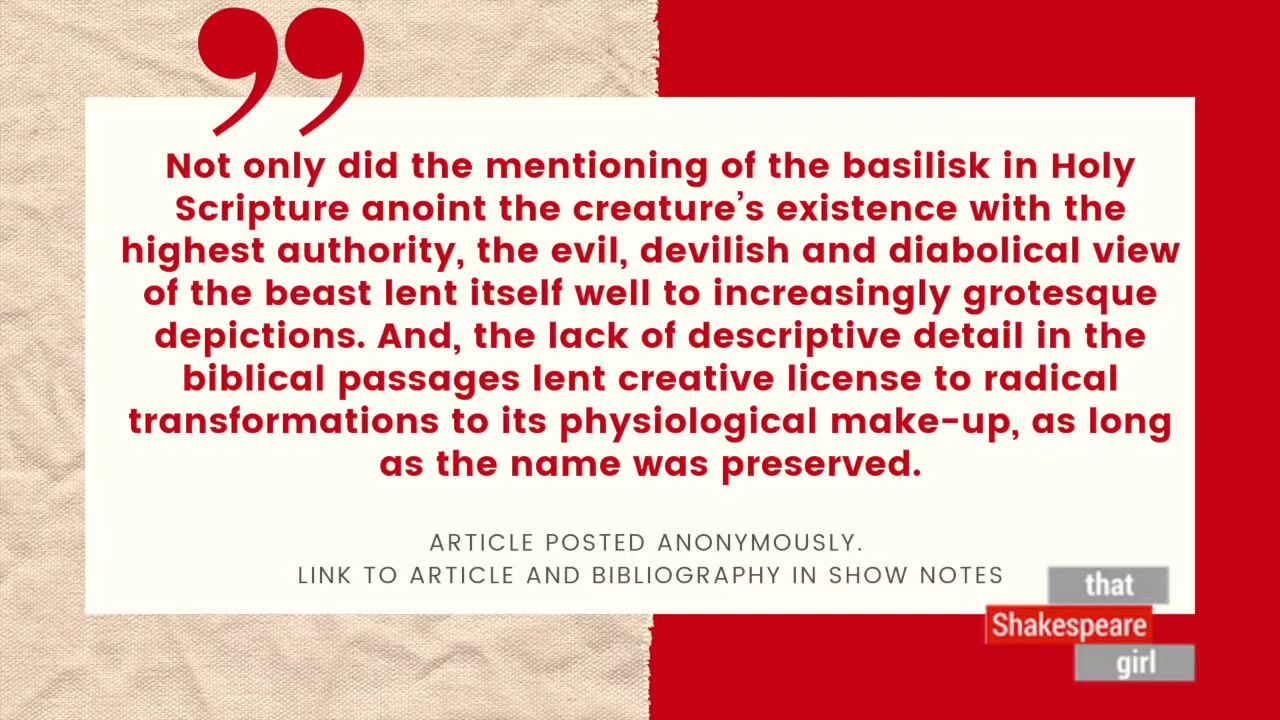 ”
Not only did the mentioning of the basilisk in Holy
Scripture anoint the creature’s existence with the
highest authority, the evil, devilish and diabolical view
of the beast lent itself well to increasingly grotesque
depictions. And, the lack of descriptive detail in the
biblical passages lent creative license to radical
transformations to its physiological make-up, as long
as the name was preserved.
ARTICLE POSTED ANONYMOUSLY.
LINK TO ARTICLE AND BIBLIOGRAPHY IN SHOW NOTES
that
Shakespeare
girl